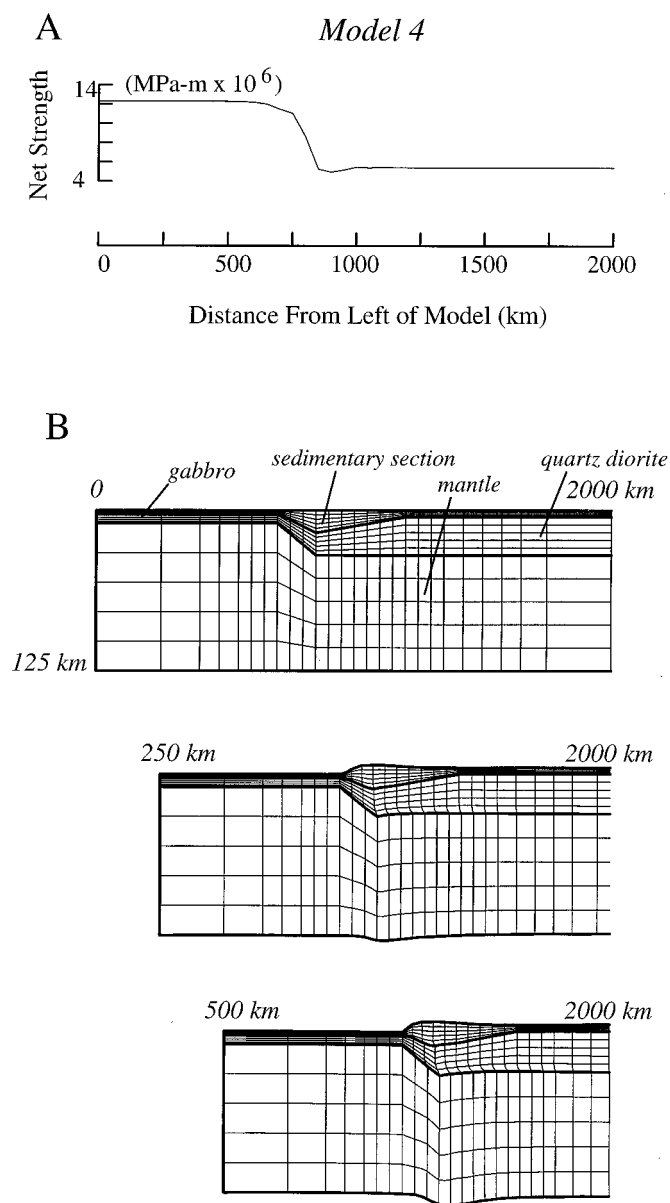 A
Model 4
14
(MPa-m x 10 6)
Net Strength
4
0 500 1000 1500 2000
Distance From Left of Model (km)
B
0
gabbro
sedimentary section
mantle
quartz diorite
2000 km
125 km
250 km
2000 km
500 km
2000 km